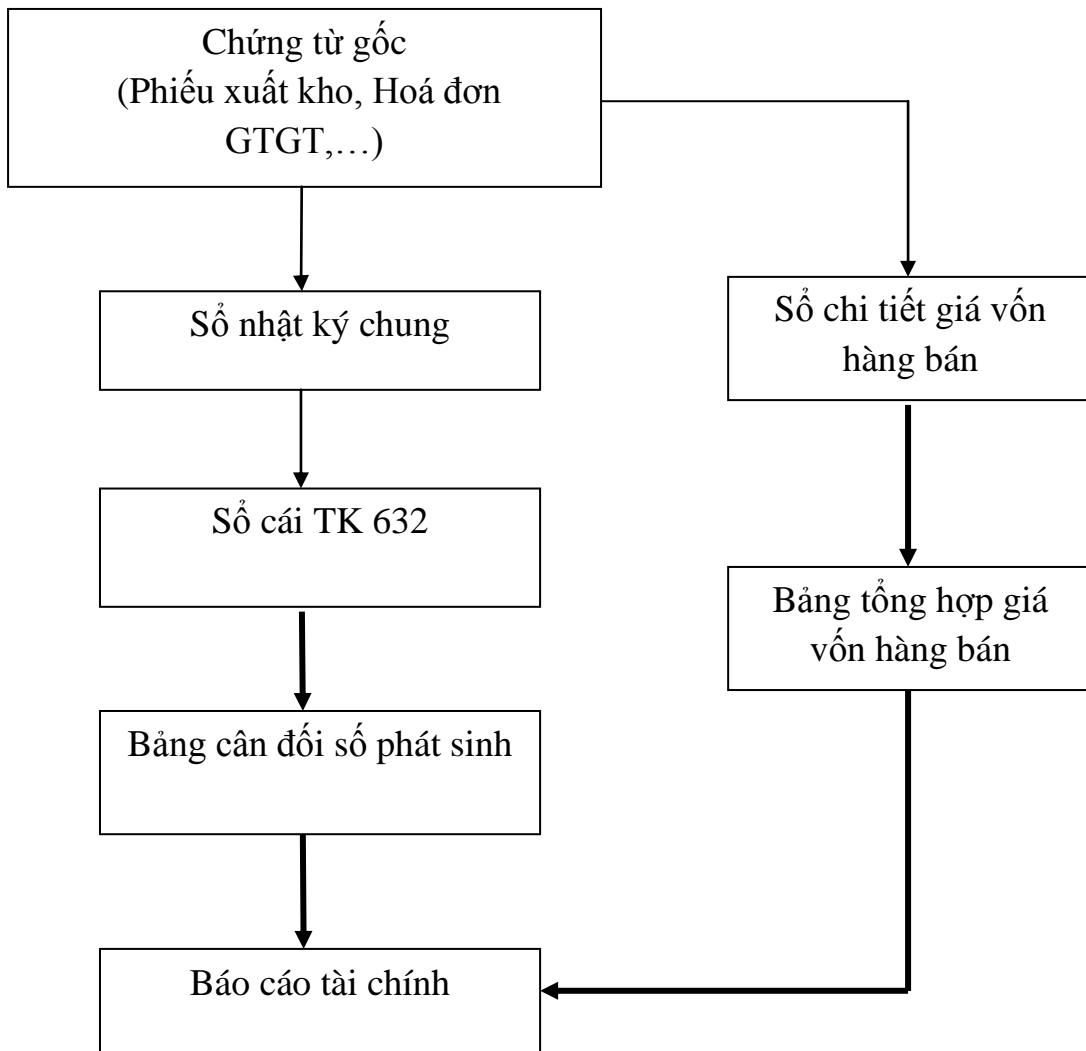 Chứng từ gốc
(Phiếu xuất kho, Hoá đơn
GTGT,…)
Sổ nhật ký chung
Sổ chi tiết giá vốn
hàng bán
Sổ cái TK 632
Bảng tổng hợp giá
vốn hàng bán
Bảng cân đối số phát sinh
Báo cáo tài chính